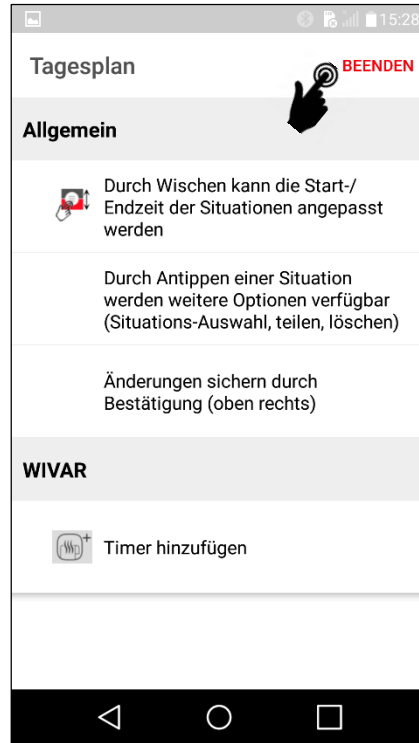 15:28
Tagesplan
BEENDEN
Allgemein
Durch Wischen kann die Start-/
Endzeit der Situationen angepasst
werden
Durch Antippen einer Situation
werden weitere Optionen verfügbar
(Situations-Auswahl, teilen, löschen)
Änderungen sichern durch
Bestätigung (oben rechts)
WIVAR
Timer hinzufügen